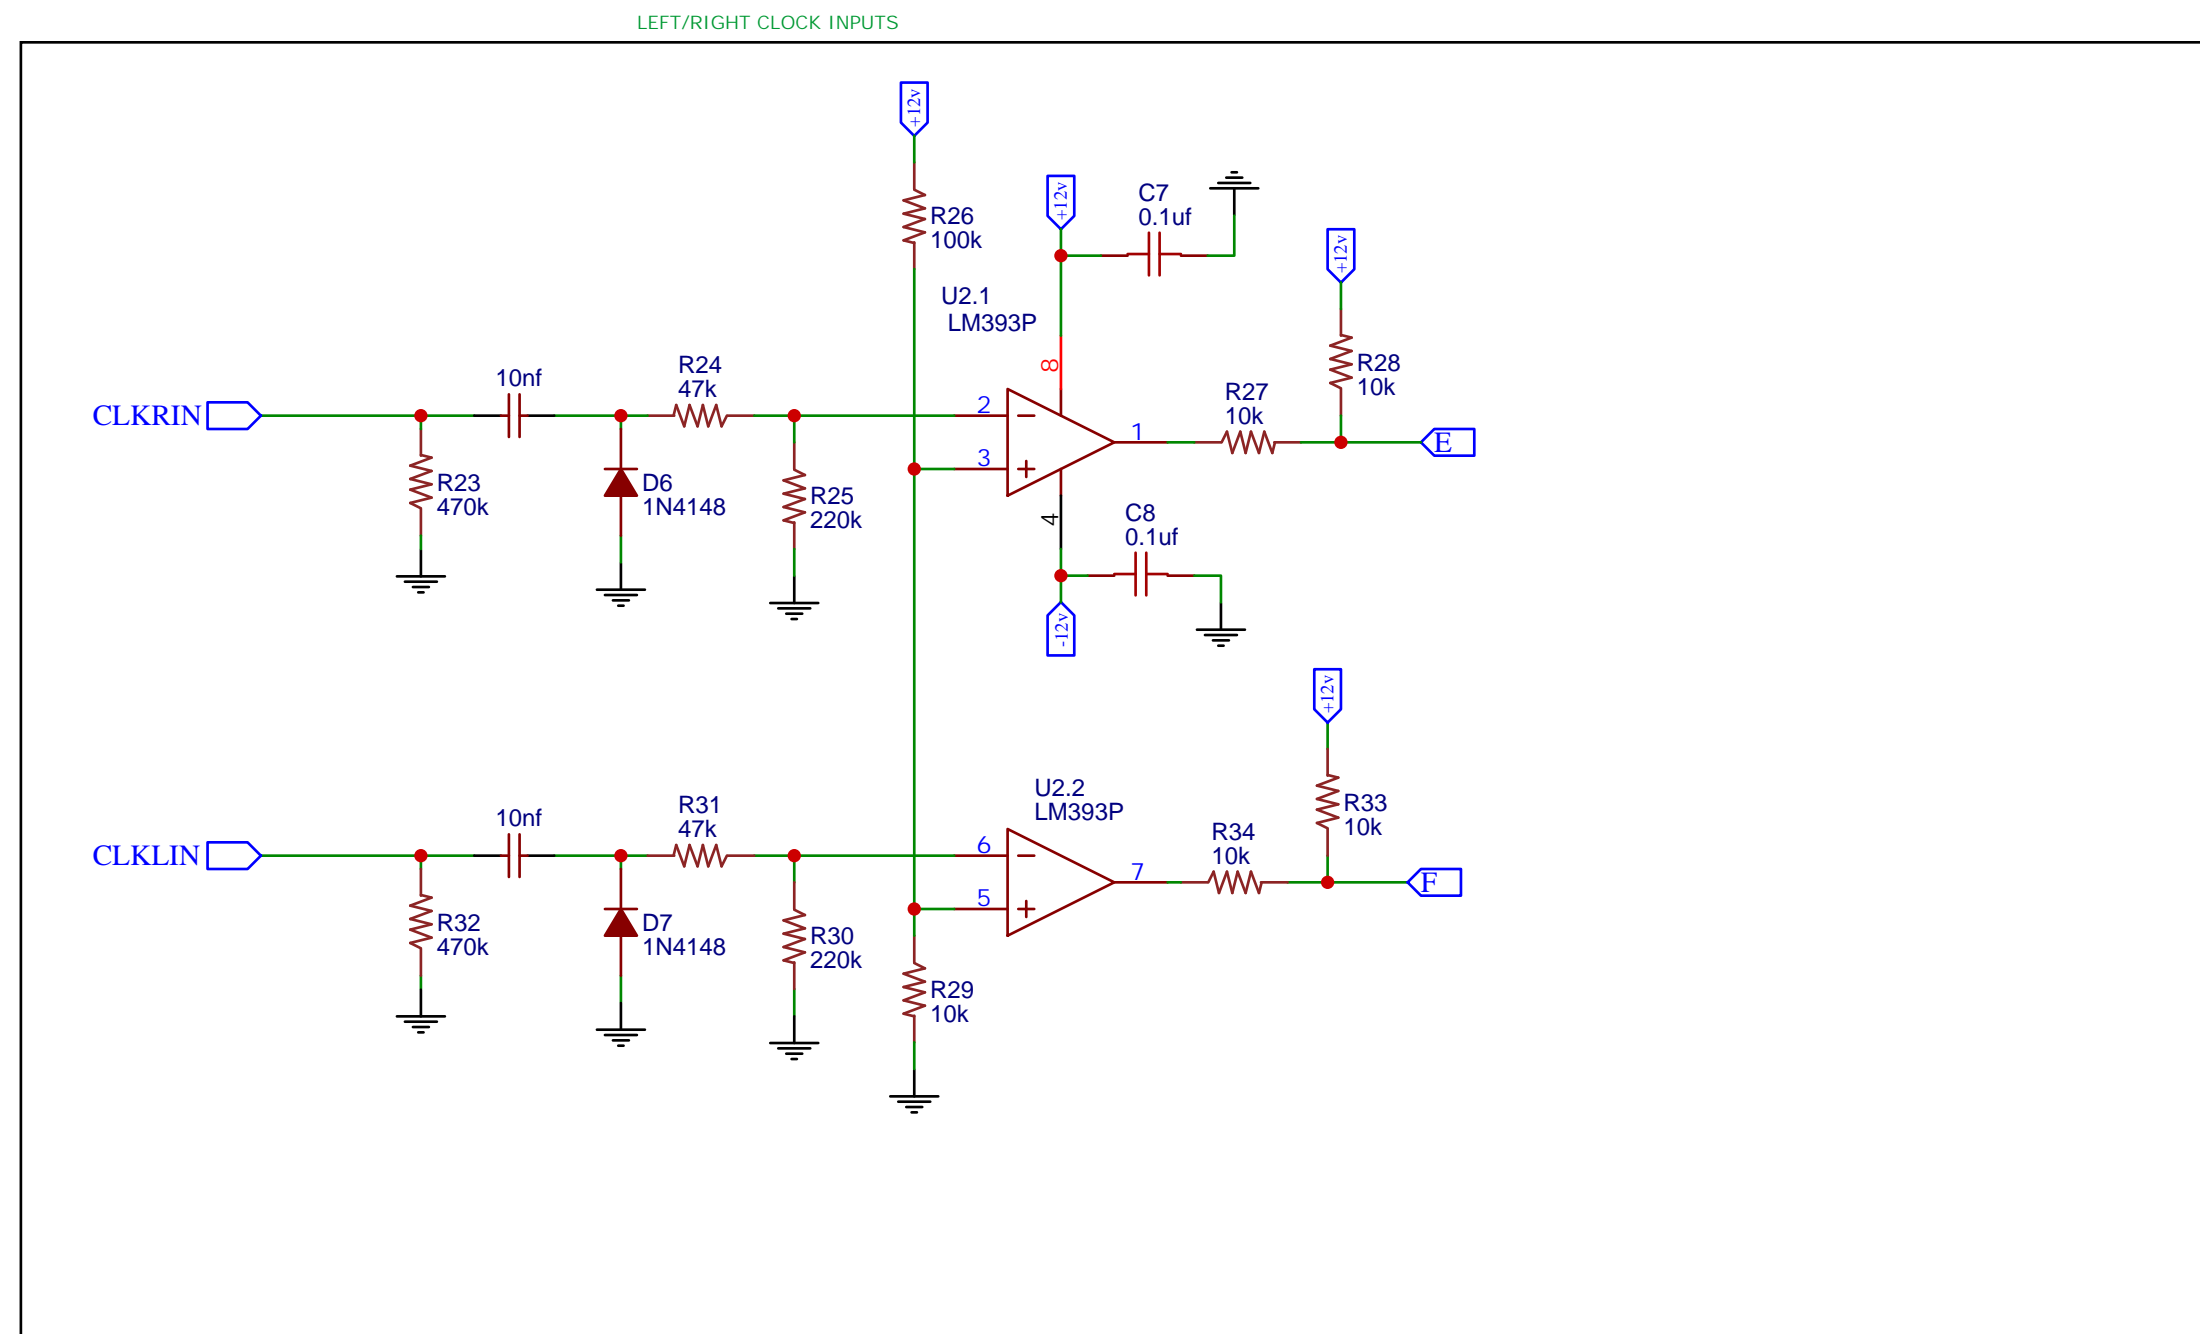 LEFT/RIGHT CLOCK INPUTS
+12v
R26
100k
+12v
C7
0.1uf
+12v
U2.1
LM393P
8
R28
10k
R24
47k
10nf
R27
10k
CLKRIN
2
1
E
3
R23
470k
D6
1N4148
R25
220k
4
C8
0.1uf
-12v
+12v
U2.2
LM393P
R33
10k
R31
47k
10nf
R34
10k
CLKLIN
6
7
F
5
R32
470k
D7
1N4148
R30
220k
R29
10k